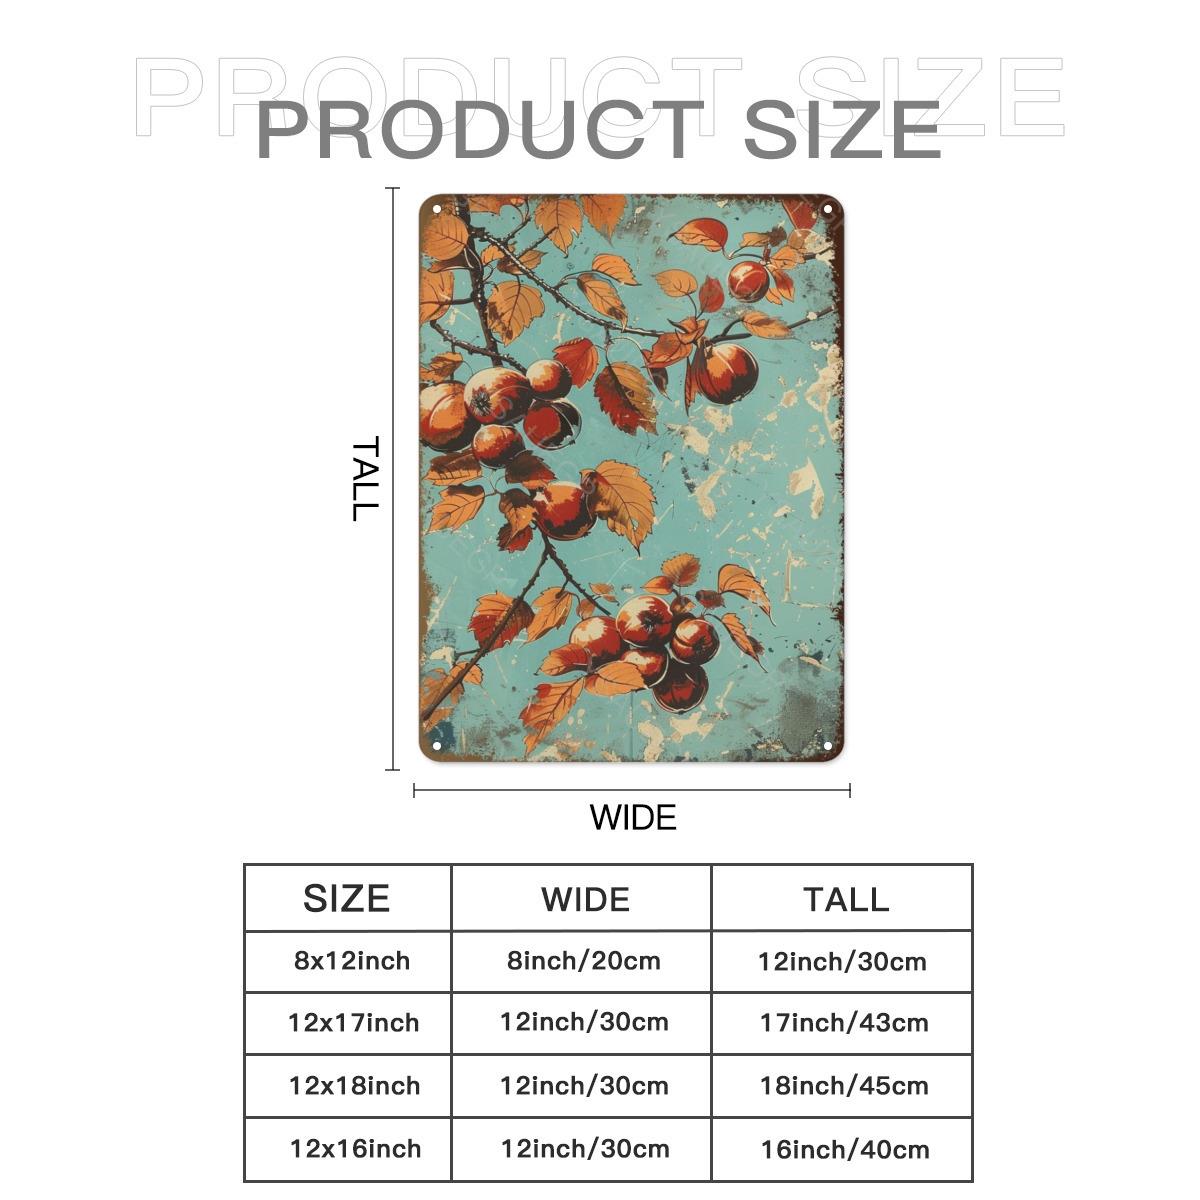 PRODUCT SIZE
PRODUCT SIZE
TALL
WIDE
SIZE WIDE TALL
8x12inch 8inch/20cm 12inch/30cm
12x17inch 12inch/30cm 17inch/43cm
12x18inch 12inch/30cm 18inch/45cm
12x16inch 12inch/30cm 16inch/40cm